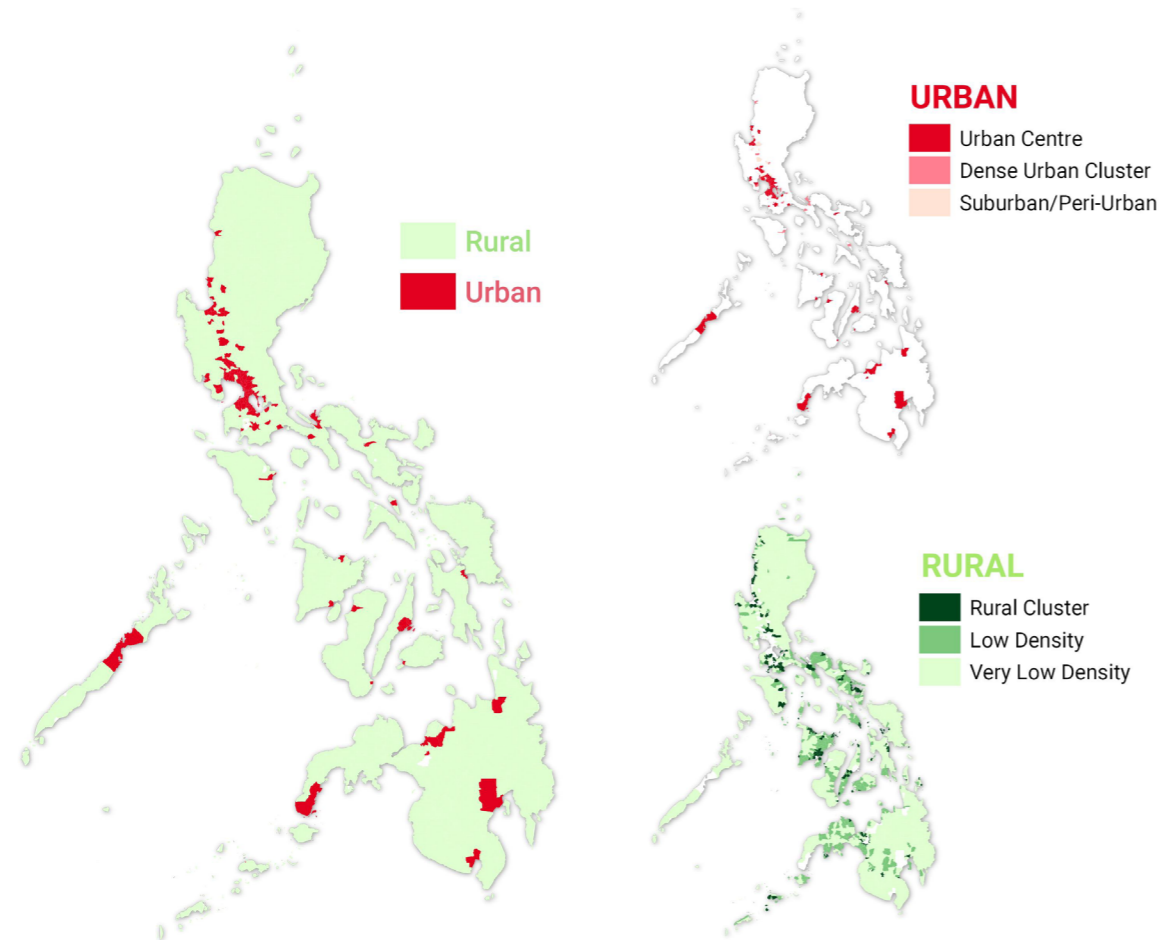 Rural
Urban
URBAN
Urban Centre
Dense Urban Cluster
Suburban/Peri-Urban
RURAL
Rural Cluster
Low Density
Very Low Density